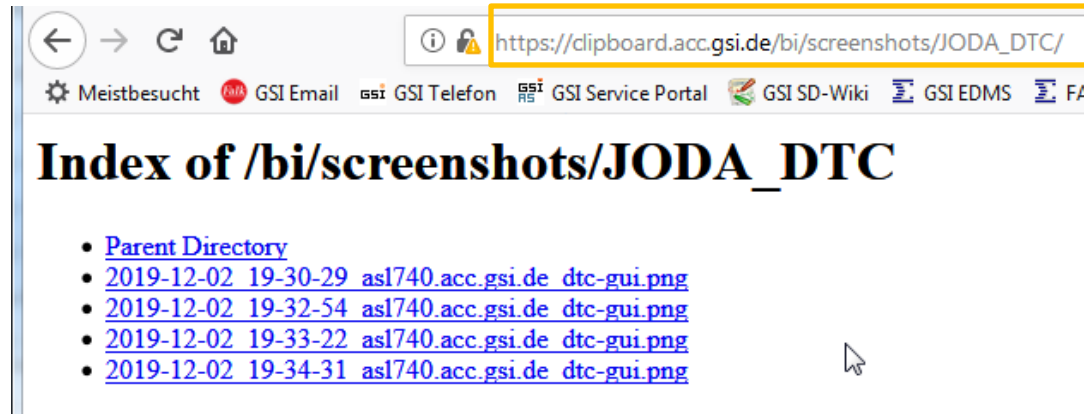 https://clipboard.acc.gsi.de/bi/screenshots/JODA_DTC/
Meistbesucht GSI Email GSI GSI Telefon GSI GSI Service Portal GSI SD-Wiki GSI EDMS FA
Index of /bi/screenshots/JODA_DTC
Parent Directory
2019-12-02_19-30-29_asl740.acc.gsi.de_dtc-gui.png
2019-12-02_19-32-54_asl740.acc.gsi.de_dtc-gui.png
2019-12-02_19-33-22_asl740.acc.gsi.de_dtc-gui.png
2019-12-02_19-34-31_asl740.acc.gsi.de_dtc-gui.png